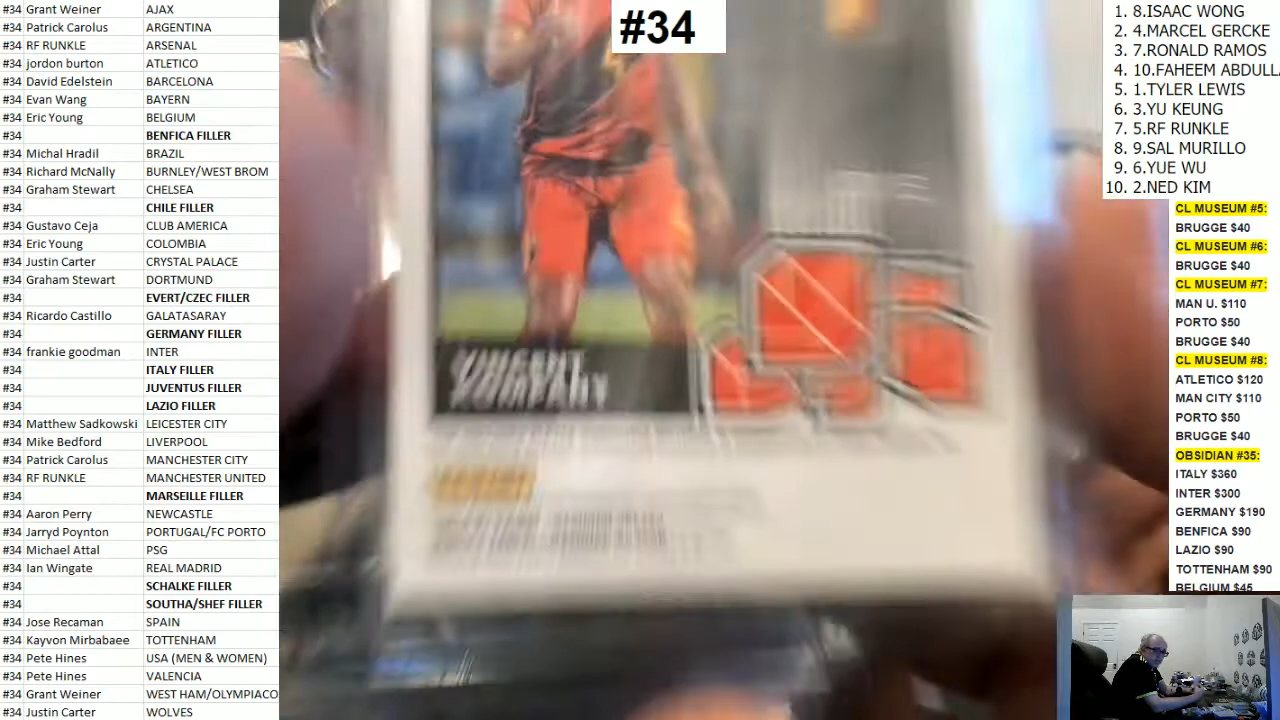 #34 Grant Weiner AJAX
#34 Patrick Carolus ARGENTINA
#34 RF RUNKLE ARSENAL
#34 jordon burton ATLETICO
#34 David Edelstein BARCELONA
#34 Evan Wang BAYERN
#34 Eric Young BELGIUM
#34 BENFICA FILLER
#34 Michal Hradil BRAZIL
#34 Richard McNally BURNLEY/WEST BROM
#34 Graham Stewart CHELSEA
#34 CHILE FILLER
#34 Gustavo Ceja CLUB AMERICA
#34 Eric Young COLOMBIA
#34 Justin Carter CRYSTAL PALACE
#34 Graham Stewart DORTMUND
#34 EVERT/CZEC FILLER
#34 Ricardo Castillo GALATASARAY
#34 GERMANY FILLER
#34 frankie goodman INTER
#34 ITALY FILLER
#34 JUVENTUS FILLER
#34 LAZIO FILLER
#34 Matthew Sadkowski LEICESTER CITY
#34 Mike Bedford LIVERPOOL
#34 Patrick Carolus MANCHESTER CITY
#34 RF RUNKLE MANCHESTER UNITED
#34 MARSEILLE FILLER
#34 Aaron Perry NEWCASTLE
#34 Jarryd Poynton PORTUGAL/FC PORTO
#34 Michael Attal PSG
#34 Ian Wingate REAL MADRID
#34 SCHALKE FILLER
#34 SOUTHA/SHEF FILLER
#34 Jose Recaman SPAIN
#34 Kayvon Mirbabaee TOTTENHAM
#34 Pete Hines USA (MEN & WOMEN)
#34 Pete Hines VALENCIA
#34 Grant Weiner WEST HAM/OLYMPIACO
#34 Justin Carter WOLVES
#34
VINCENT
KOMPANY
1. 8.ISAAC WONG
2. 4.MARCEL GERCKE
3. 7.RONALD RAMOS
4. 10.FAHEEM ABDULLA
5. 1.TYLER LEWIS
6. 3.YU KEUNG
7. 5.RF RUNKLE
8. 9.SAL MURILLO
9. 6.YUE WU
10. 2.NED KIM
CL MUSEUM #5:
BRUGGE $40
CL MUSEUM #6:
BRUGGE $40
CL MUSEUM #7:
MAN U. $110
PORTO $50
BRUGGE $40
CL MUSEUM #8:
ATLETICO $120
MAN CITY $110
PORTO $50
BRUGGE $40
OBSIDIAN #35:
ITALY $360
INTER $300
GERMANY $190
BENFICA $90
LAZIO $90
TOTTENHAM $90
BELGIUM $45